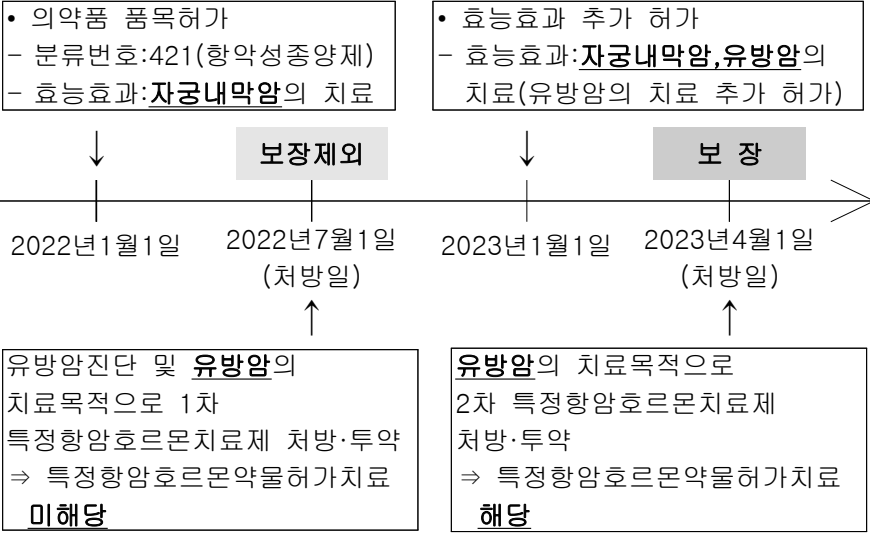 • 의약품 품목허가
- 분류번호:421(항악성종양제)
- 효능효과:자궁내막암의 치료
• 효능효과 추가 허가
- 효능효과:자궁내막암,유방암의
치료(유방암의 치료 추가 허가)
↓
보장제외
↓
보 장
2022년1월1일
2022년7월1일
(처방일)
2023년1월1일
2023년4월1일
(처방일)
↑
↑
유방암진단 및 유방암의
치료목적으로 1차
특정항암호르몬치료제 처방·투약
⇒ 특정항암호르몬약물허가치료
미해당
유방암의 치료목적으로
2차 특정항암호르몬치료제
처방·투약
⇒ 특정항암호르몬약물허가치료
해당